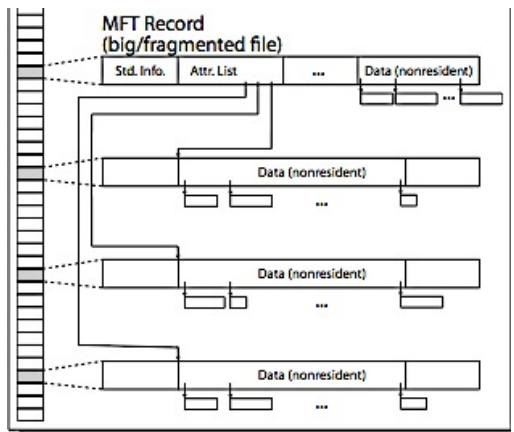 MFT Record
(big/fragmented file)
Std. Info. Attr. List ... Data (nonresident)
...
Data (nonresident)
...
Data (nonresident)
...
Data (nonresident)
...